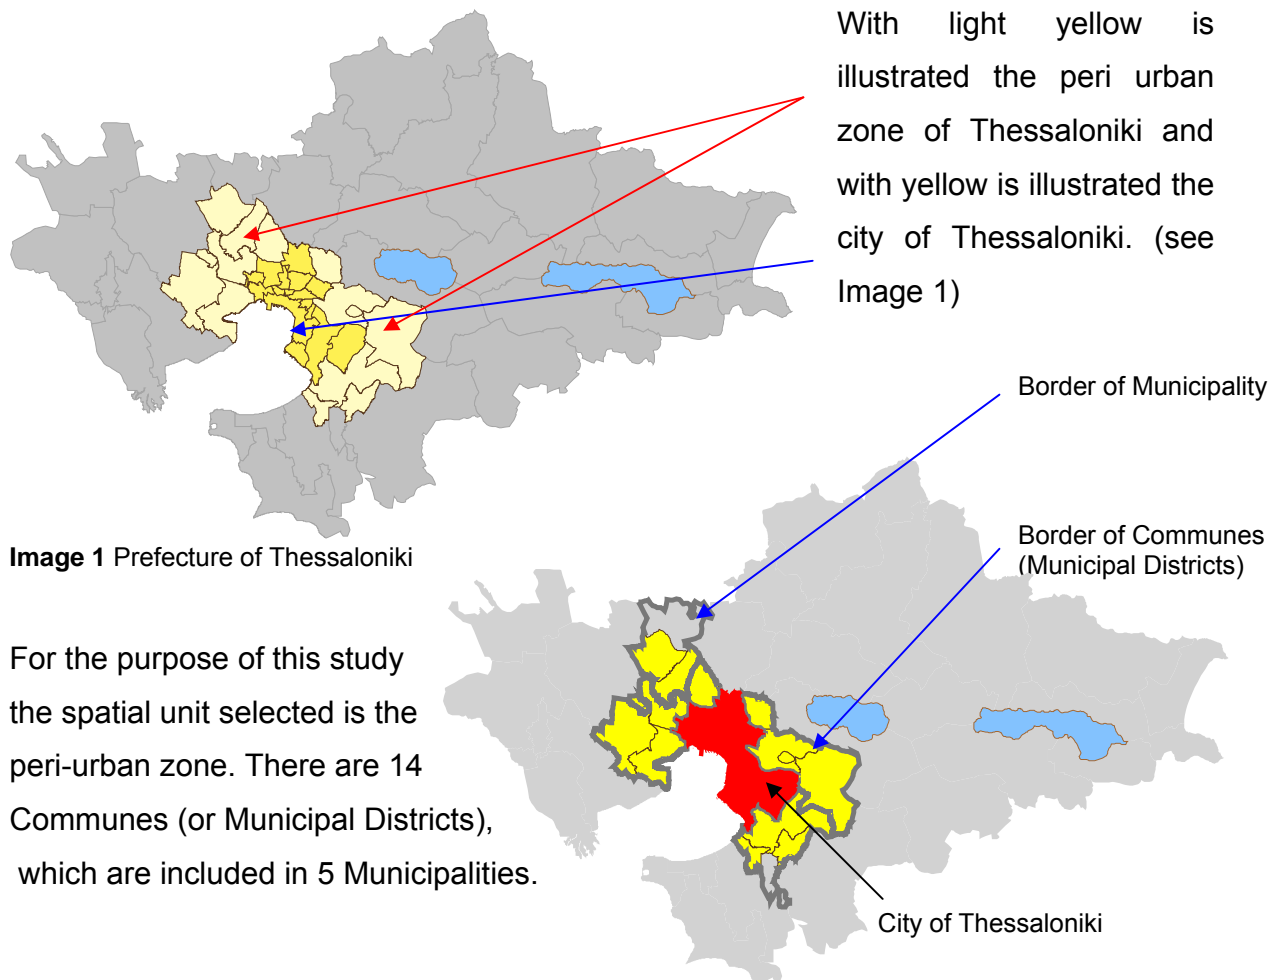 With light yellow is
illustrated the peri urban
zone of Thessaloniki and
with yellow is illustrated the
city of Thessaloniki. (see
Image 1)
Border of Municipality
Border of Communes
(Municipal Districts)
Image 1 Prefecture of Thessaloniki
For the purpose of this study
the spatial unit selected is the
peri-urban zone. There are 14
Communes (or Municipal Districts),
which are included in 5 Municipalities.
City of Thessaloniki